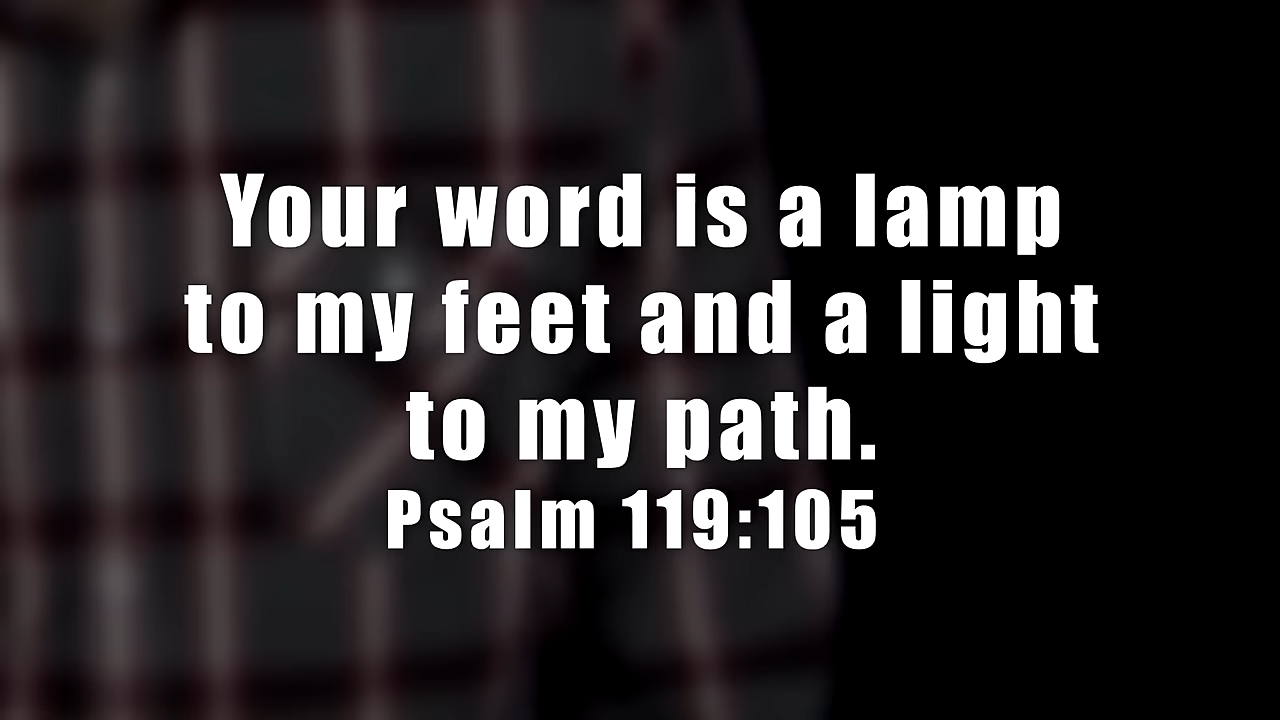 Your word is a lamp
to my feet and a light
to my path.
Psalm 119:105